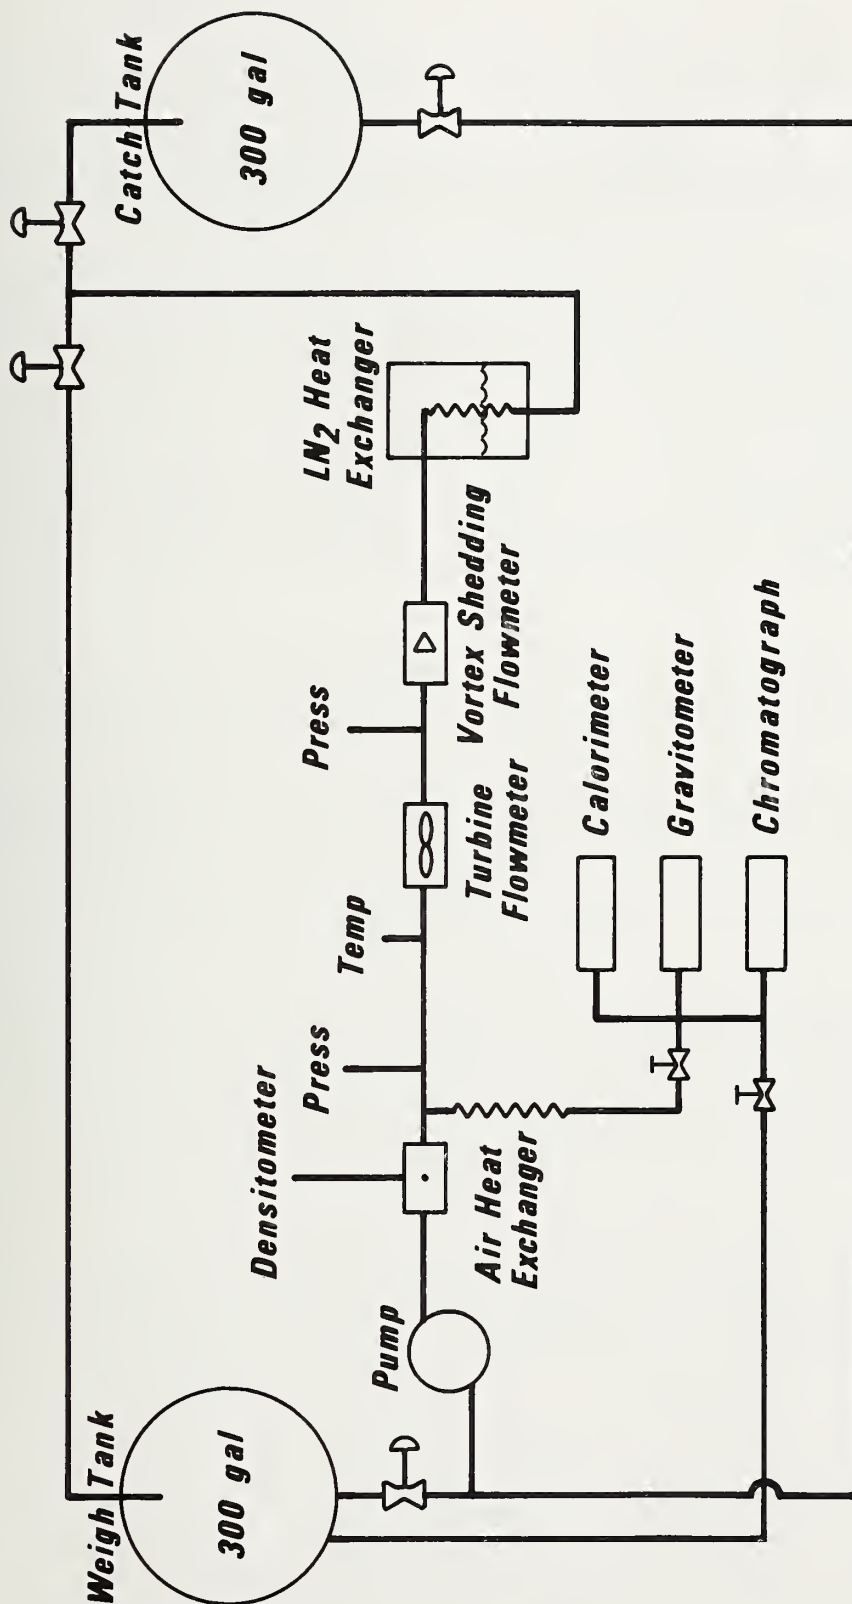 Weigh Tank
300 gal
Catch Tank
300 gal
Pump
Densitometer
Press
Temp
Press
LN2 Heat
Exchanger
Air Heat
Exchanger
Turbine
Flowmeter
Vortex Shedding
Flowmeter
Calorimeter
Gravitometer
Chromatograph